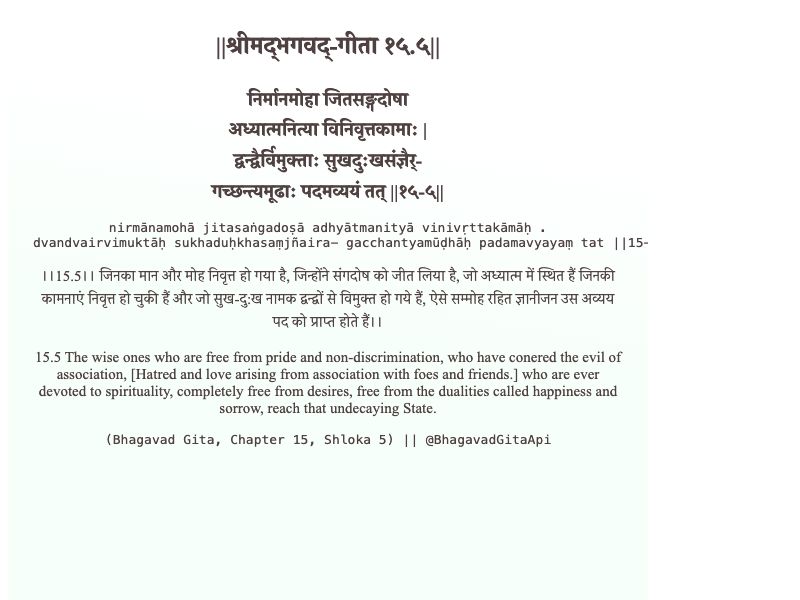 ||श्रीमद्‍भगवद्‍-गीता १५.५||
निर्मानमोहा जितसङ्गदोषा
अध्यात्मनित्या विनिवृत्तकामाः |
द्वन्द्वैर्विमुक्ताः सुखदुःखसंज्ञैर्-
गच्छन्त्यमूढाः पदमव्ययं तत् ||१५-५||
nirmānamohā jitasaṅgadoṣā adhyātmanityā vinivṛttakāmāḥ .
dvandvairvimuktāḥ sukhaduḥkhasaṃjñaira- gacchantyamūḍhāḥ padamavyayaṃ tat ||15-
।।15.5।। जिनका मान और मोह निवृत्त हो गया है, जिन्होंने संगदोष को जीत लिया है, जो अध्यात्म में स्थित हैं जिनकी
कामनाएं निवृत्त हो चुकी हैं और जो सुख-दु:ख नामक द्वन्द्वों से विमुक्त हो गये हैं, ऐसे सम्मोह रहित ज्ञानीजन उस अव्यय
पद को प्राप्त होते हैं।।
15.5 The wise ones who are free from pride and non-discrimination, who have conered the evil of
association, [Hatred and love arising from association with foes and friends.] who are ever
devoted to spirituality, completely free from desires, free from the dualities called happiness and
sorrow, reach that undecaying State.
(Bhagavad Gita, Chapter 15, Shloka 5) || @BhagavadGitaApi